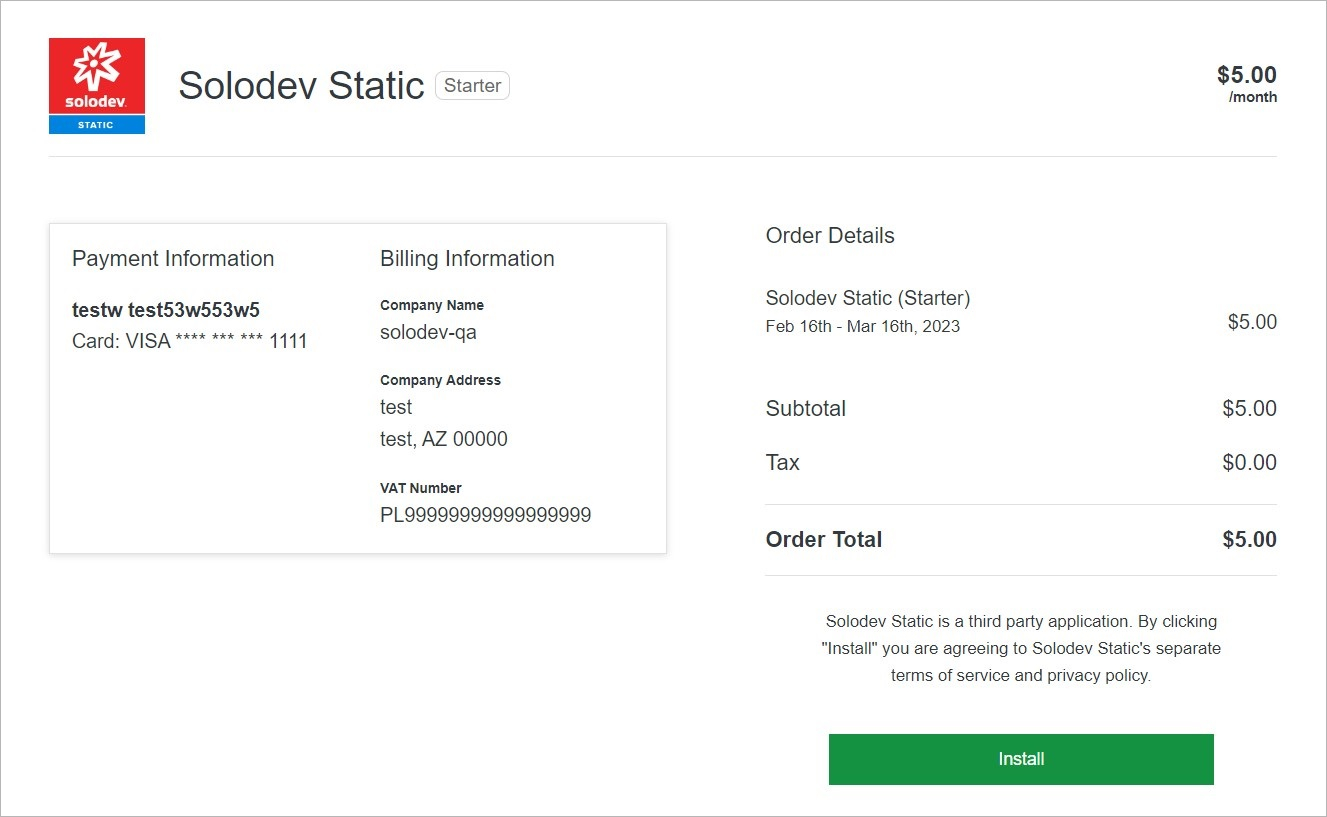 solodev
STATIC
Solodev Static
Starter
$5.00
/month
Payment Information
testw test53w553w5
Card: VISA **** *** *** 1111
Billing Information
Company Name
solodev-qa
Company Address
test
test, AZ 00000
VAT Number
PL99999999999999999
Order Details
Solodev Static (Starter)
Feb 16th - Mar 16th, 2023
$5.00
Subtotal $5.00
Tax $0.00
Order Total $5.00
Solodev Static is a third party application. By clicking
"Install" you are agreeing to Solodev Static's separate
terms of service and privacy policy.
Install